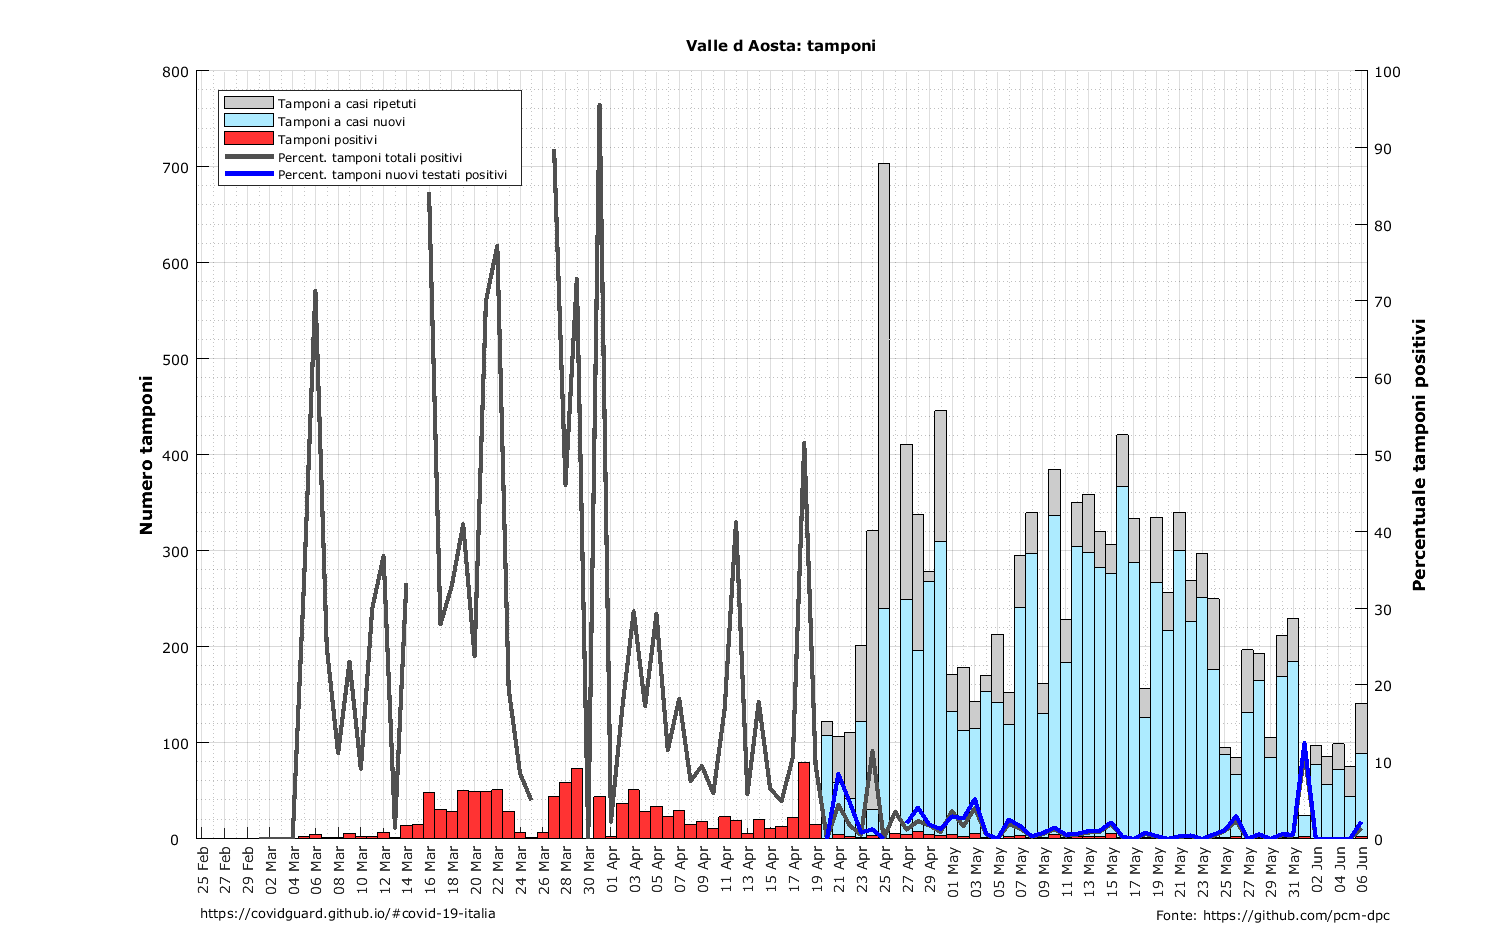 Valle d Aosta: tamponi
Tamponi a casi ripetuti
Tamponi a casi nuovi
Tamponi positivi
Percent. tamponi totali positivi
Percent. tamponi nuovi testati positivi
Numero tamponi
800
700
600
500
400
300
200
100
0
Percentuale tamponi positivi
100
90
80
70
60
50
40
30
20
10
0
25 Feb
27 Feb
29 Feb
02 Mar
04 Mar
06 Mar
08 Mar
10 Mar
12 Mar
14 Mar
16 Mar
18 Mar
20 Mar
22 Mar
24 Mar
26 Mar
28 Mar
30 Mar
01 Apr
03 Apr
05 Apr
07 Apr
09 Apr
11 Apr
13 Apr
15 Apr
17 Apr
19 Apr
21 Apr
23 Apr
25 Apr
27 Apr
29 Apr
01 May
03 May
05 May
07 May
09 May
11 May
13 May
15 May
17 May
19 May
21 May
23 May
25 May
27 May
29 May
31 May
02 Jun
04 Jun
06 Jun
https://covidguard.github.io/#covid-19-italia
Fonte: https://github.com/pcm-dpc